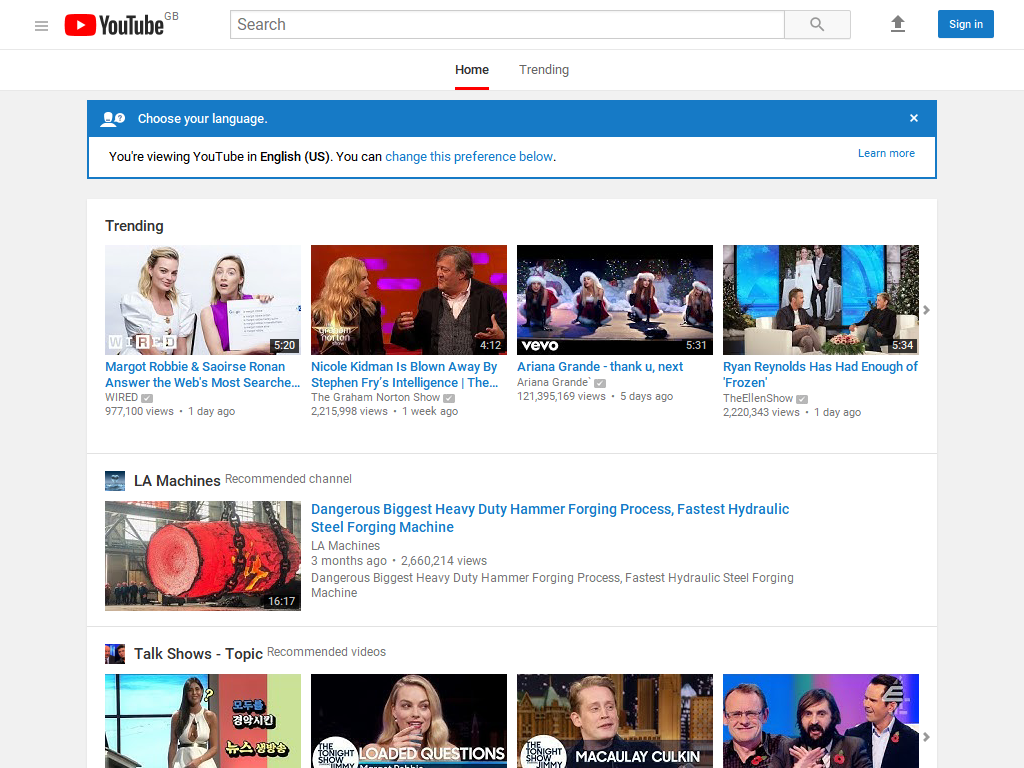 YouTube GB
Search
Sign in
Home
Trending
Choose your language.
×
You're viewing YouTube in English (US). You can change this preference below.
Learn more
Trending
WIRED
5:20
4:12
the graham norton show
vevo
5:31
5:34
Margot Robbie & Saoirse Ronan
Answer the Web's Most Searche...
WIRED
977,100 views • 1 day ago
Nicole Kidman Is Blown Away By
Stephen Fry's Intelligence | The...
The Graham Norton Show
2,215,998 views • 1 week ago
Ariana Grande - thank u, next
Ariana Grande`
121,395,169 views • 5 days ago
Ryan Reynolds Has Had Enough of
'Frozen'
TheEllenShow
2,220,343 views • 1 day ago
LA Machines Recommended channel
16:17
Dangerous Biggest Heavy Duty Hammer Forging Process, Fastest Hydraulic
Steel Forging Machine
LA Machines
3 months ago • 2,660,214 views
Dangerous Biggest Heavy Duty Hammer Forging Process, Fastest Hydraulic Steel Forging
Machine
Talk Shows - Topic Recommended videos
?
모두를
경악시킨
뉴스 생방송
THE
TONIGHT
SHOW
JIMMY
LOADED QUESTIONS
Margot Robbie
THE
TONIGHT
SHOW
JIMMY
MACAULAY CULKIN